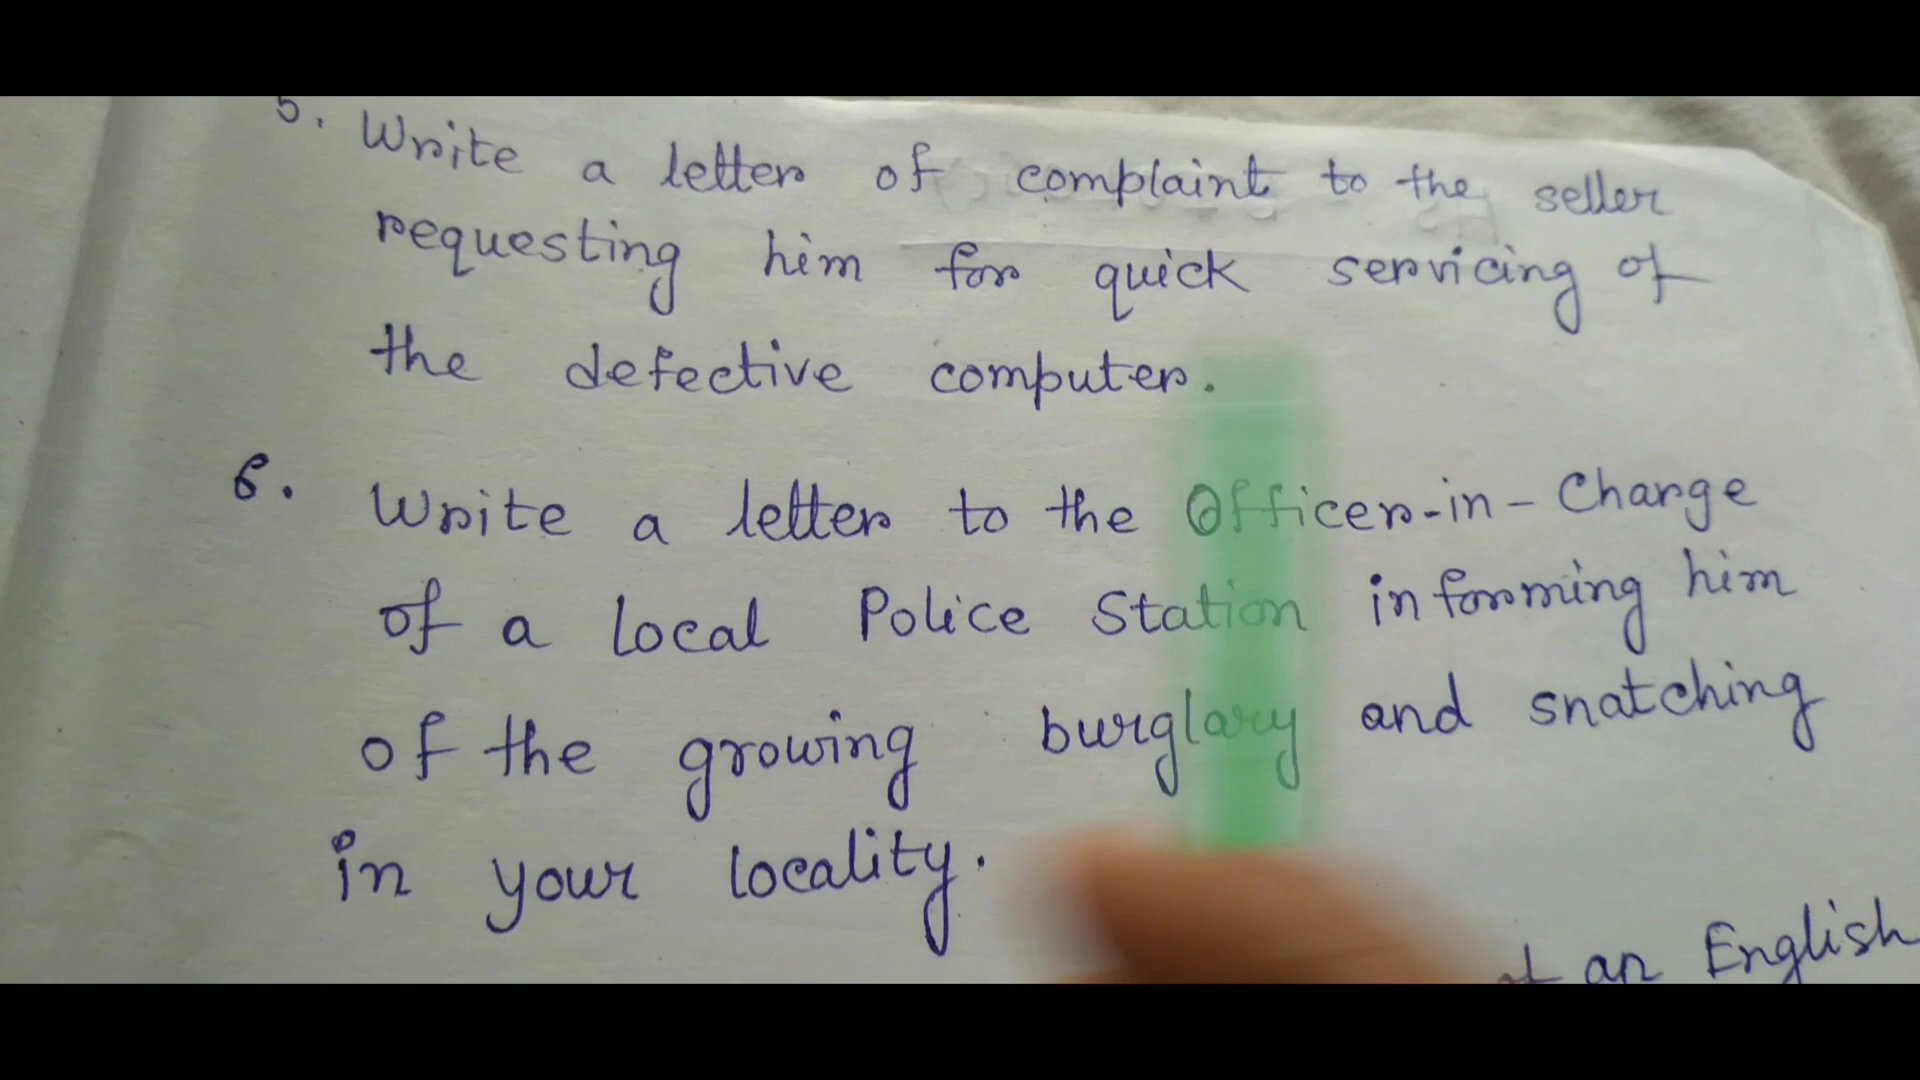 5. Write a letter of complaint to the seller
requesting him for quick servicing of
the defective computer.
6. Write a letter to the Officer-in-Charge
of a local Police Station informing him
of the growing burglary and snatching
in your locality.
an English